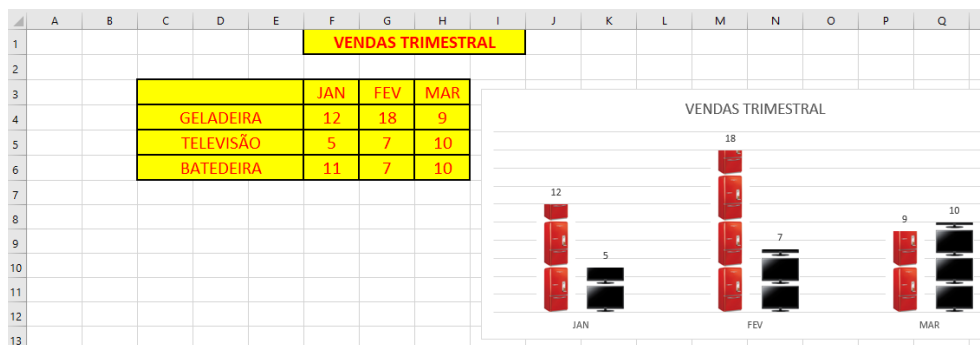 A B C D E F G H I J K L M N O P Q
1 VENDAS TRIMESTRAL
2
3 JAN FEV MAR
4 GELADEIRA 12 18 9
5 TELEVISÃO 5 7 10
6 BATEDEIRA 11 7 10
7
8
9
10
11
12
13
VENDAS TRIMESTRAL
18
12
10
9
7
5
JAN FEV MAR